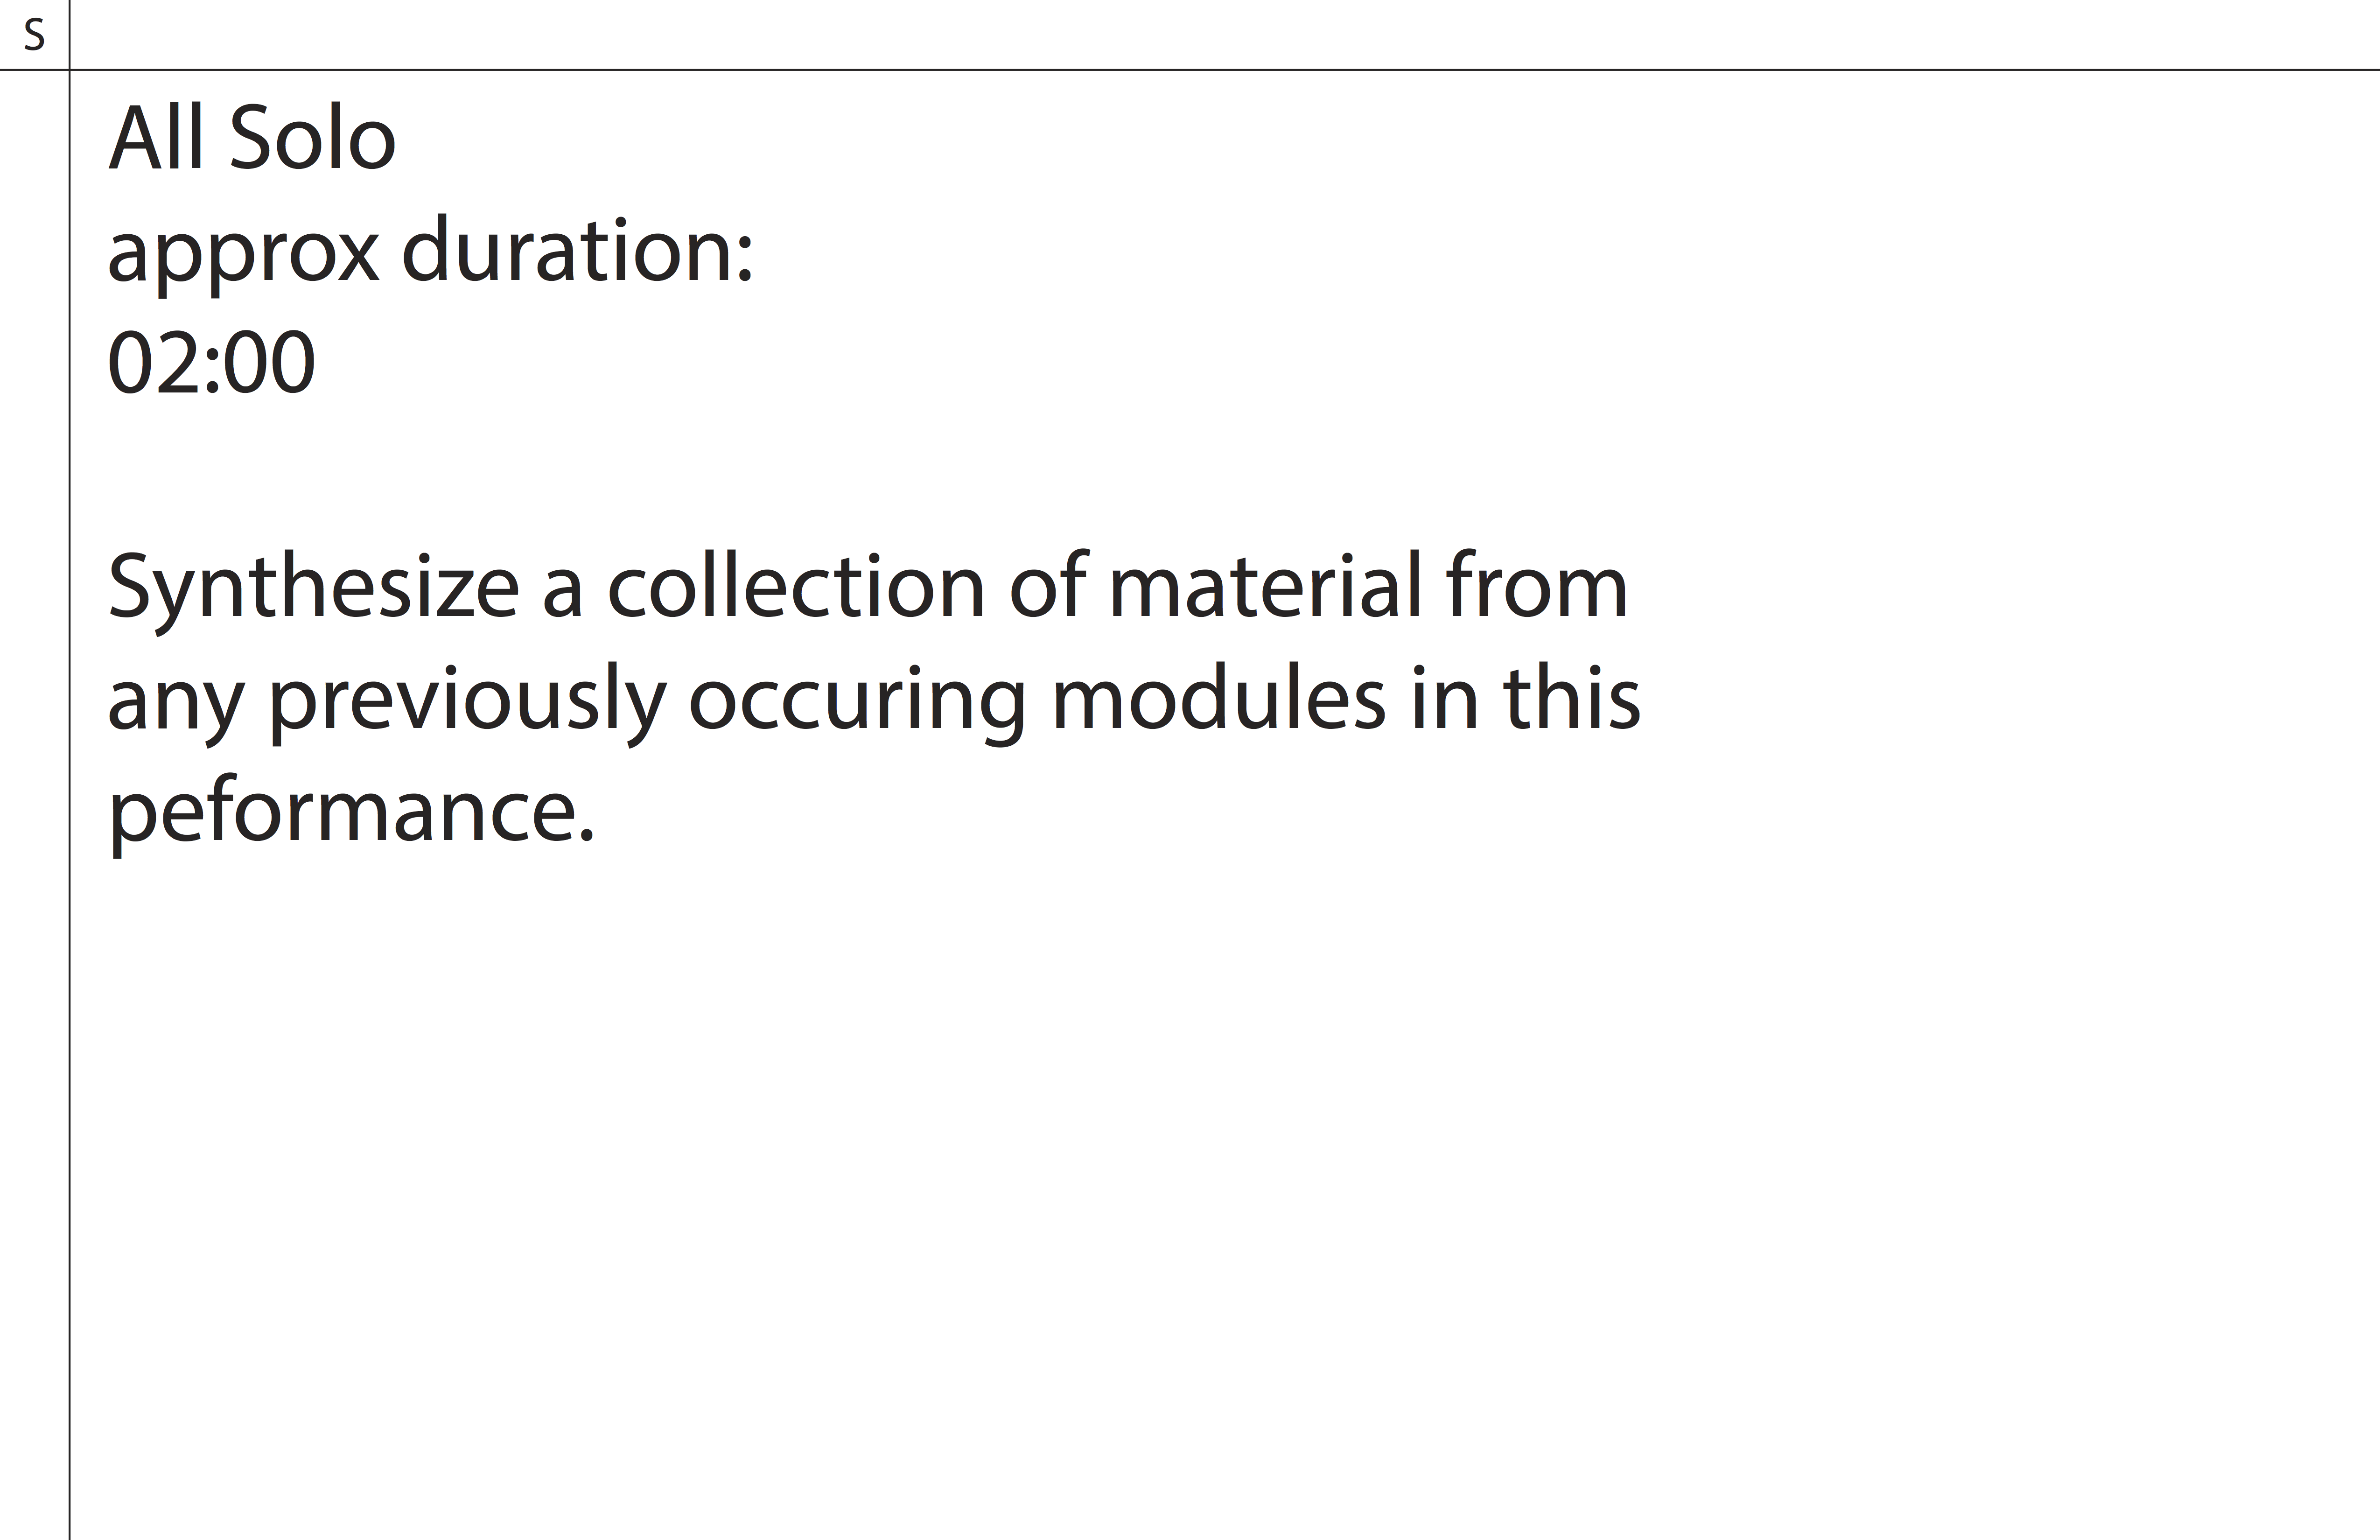 S
All Solo
approx duration:
02:00
Synthesize a collection of material from
any previously occuring modules in this
peformance.